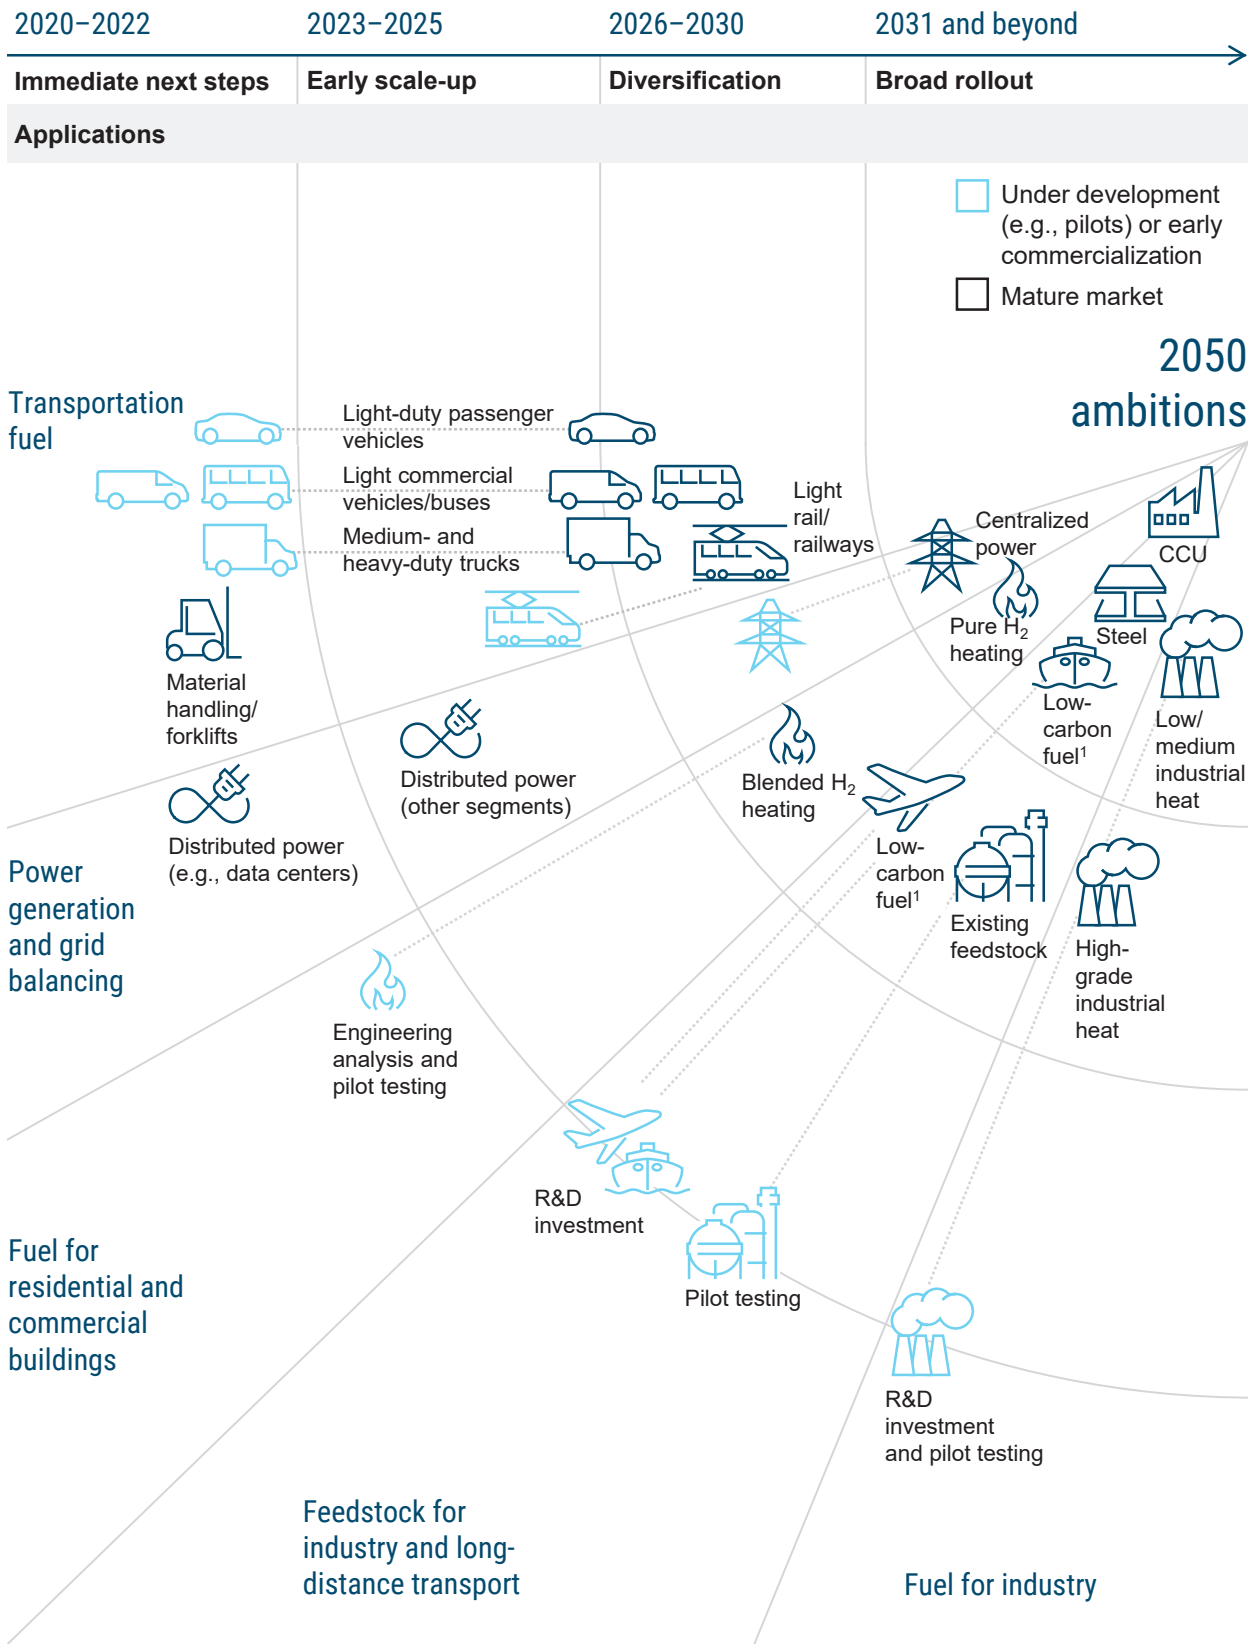 2020–2022
2023–2025
2026–2030
2031 and beyond
Immediate next steps
Early scale-up
Diversification
Broad rollout
Applications
Under development
(e.g., pilots) or early
commercialization
Mature market
2050
ambitions
Transportation
fuel
Light-duty passenger
vehicles
Light commercial
vehicles/buses
Medium- and
heavy-duty trucks
Light
rail/
railways
Material
handling/
forklifts
Centralized
power
CCU
Pure H₂
heating
Steel
Low-
carbon
fuel¹
Low/
medium
industrial
heat
Distributed power
(other segments)
Blended H₂
heating
Distributed power
(e.g., data centers)
Power
generation
and grid
balancing
Low-
carbon
fuel¹
Existing
feedstock
High-
grade
industrial
heat
Engineering
analysis and
pilot testing
R&D
investment
Fuel for
residential and
commercial
buildings
Pilot testing
R&D
investment
and pilot testing
Feedstock for
industry and long-
distance transport
Fuel for industry